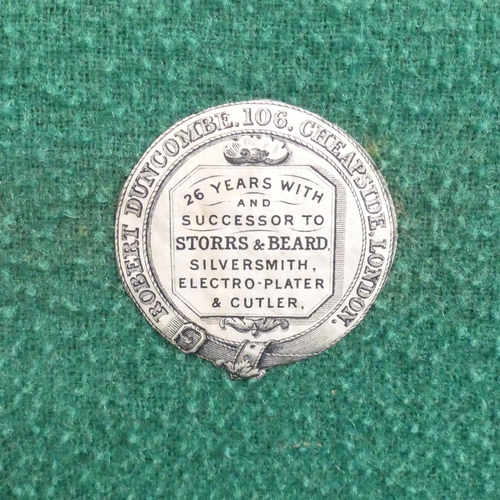 ROBERT DUNCOMBE. 106. CHEAPSIDE, LONDON.
26 YEARS WITH
AND
SUCCESSOR TO
STORRS & BEARD,
SILVERSMITH,
ELECTRO-PLATER
& CUTLER,